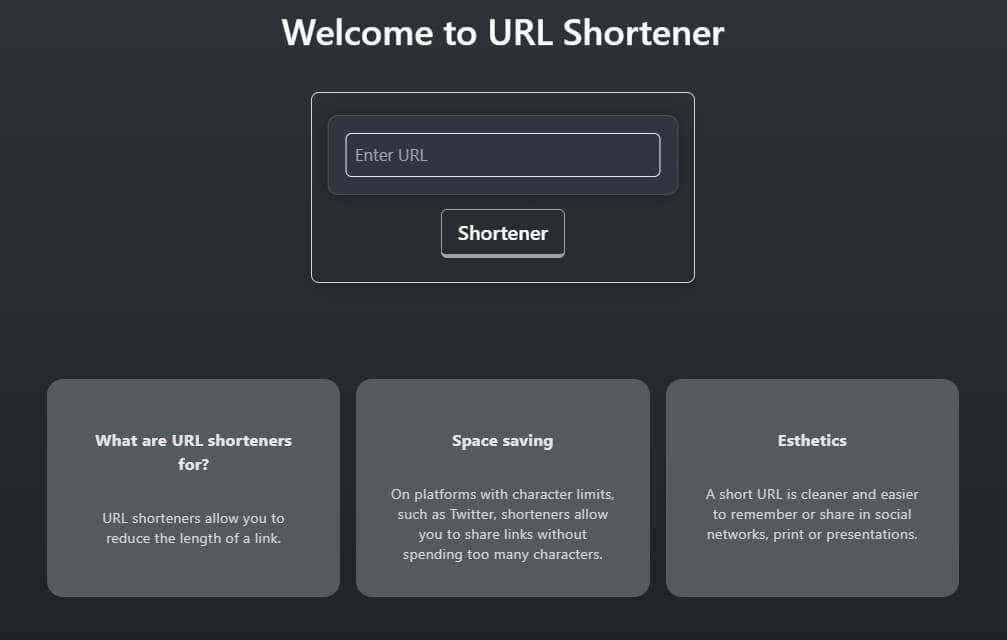 Welcome to URL Shortener
Enter URL
Shortener
What are URL shorteners
for?
URL shorteners allow you to
reduce the length of a link.
Space saving
On platforms with character limits,
such as Twitter, shorteners allow
you to share links without
spending too many characters.
Esthetics
A short URL is cleaner and easier
to remember or share in social
networks, print or presentations.